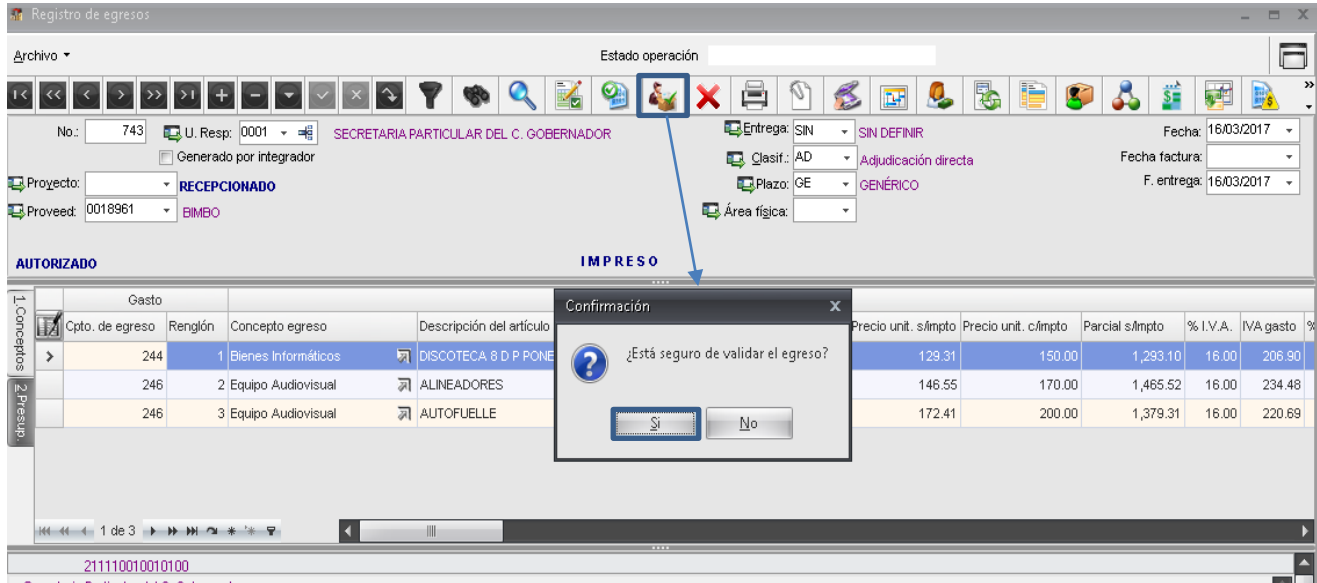 Registro de egresos
Archivo Estado operación
No.: 743 U. Resp: 0001 SECRETARIA PARTICULAR DEL C. GOBERNADOR Entrega: SIN SIN DEFINIR Fecha: 16/03/2017
Generado por integrador Clasif.: AD Adjudicación directa Fecha factura:
Proyecto: RECEPCIONADO Plazo: GE GENÉRICO F. entrega: 16/03/2017
Proveed: 0018961 BIMBO Área física:
AUTORIZADO IMPRESO
1.Conceptos
2.Presup.
Gasto
Cpto. de egreso Renglón Concepto egreso Descripción del artículo Precio unit. s/impto Precio unit. c/impto Parcial s/impto % I.V.A. IVA gasto %
244 1 Bienes Informáticos DISCOTECA 8 D P PONE 129.31 150.00 1,293.10 16.00 206.90
246 2 Equipo Audiovisual ALINEADORES 146.55 170.00 1,465.52 16.00 234.48
246 3 Equipo Audiovisual AUTOFUELLE 172.41 200.00 1,379.31 16.00 220.69
Confirmación x
¿Está seguro de validar el egreso?
Si No
1 de 3
211110010010100